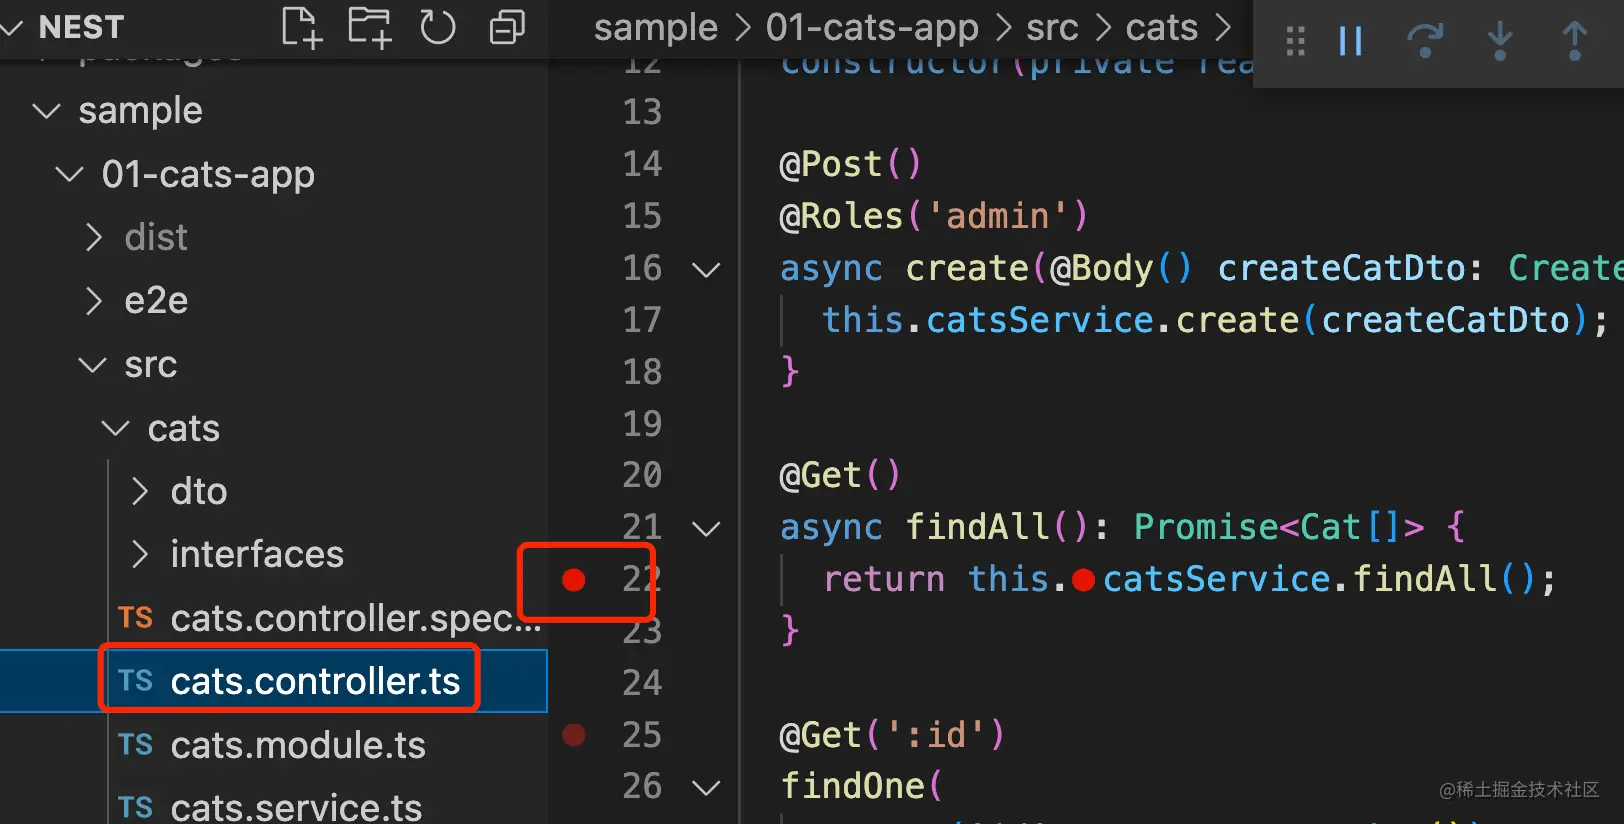 NEST
packages
sample
01-cats-app
dist
e2e
src
cats
dto
interfaces
TS cats.controller.spec...
TS cats.controller.ts
TS cats.module.ts
TS cats.service.ts
sample > 01-cats-app > src > cats >
12 constructor(private rea
13
14 @Post()
15 @Roles('admin')
16 async create(@Body() createCatDto: Create
17 this.catsService.create(createCatDto);
18 }
19
20 @Get()
21 async findAll(): Promise<Cat[]> {
22 return this.catsService.findAll();
23 }
24
25 @Get(':id')
26 findOne(
@稀土掘金技术社区